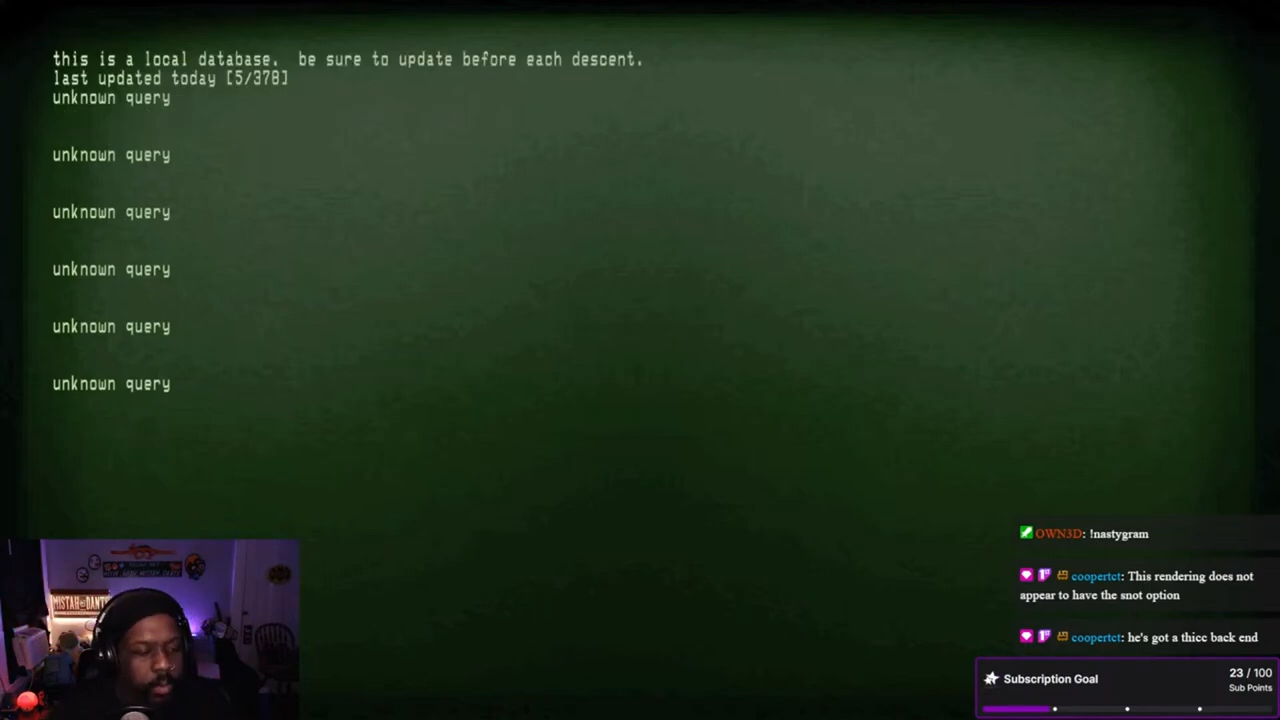 this is a local database.  be sure to update before each descent.
last updated today [5/378]
unknown query
unknown query
unknown query
unknown query
unknown query
unknown query
MISTAH DANTE
OWN3D: !nastygram
coopertct: This rendering does not
appear to have the snot option
coopertct: he's got a thicc back end
Subscription Goal
23 / 100
Sub Points